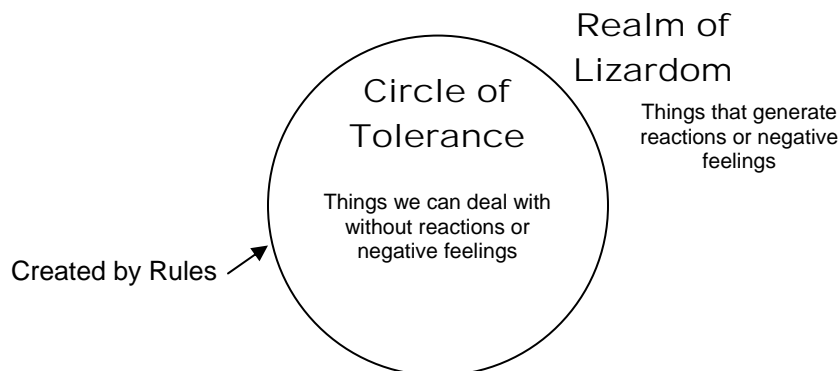 Realm of
Lizardom
Things that generate
reactions or negative
feelings
Circle of
Tolerance
Things we can deal with
without reactions or
negative feelings
Created by Rules